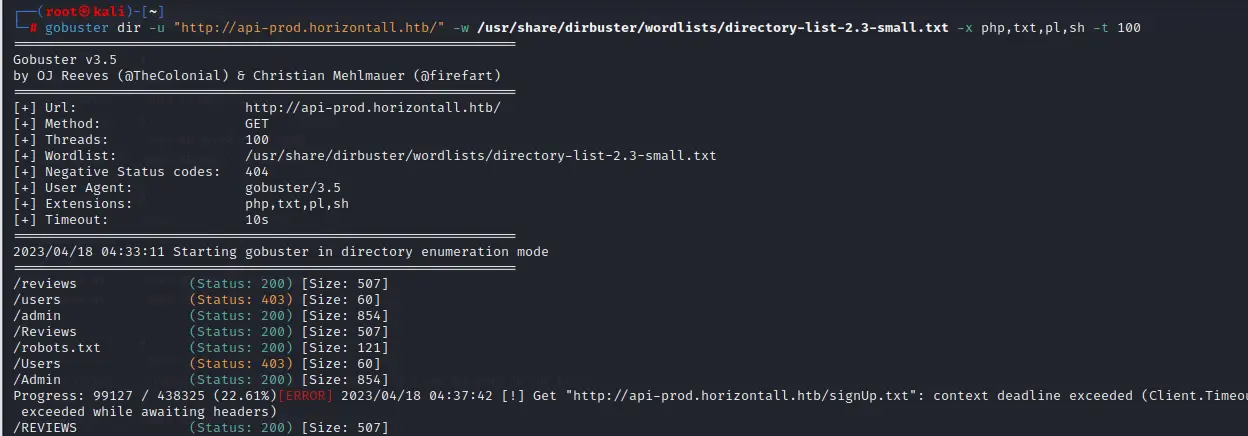 ┌──(root㉿kali)-[~]
└─# gobuster dir -u "http://api-prod.horizontall.htb/" -w /usr/share/dirbuster/wordlists/directory-list-2.3-small.txt -x php,txt,pl,sh -t 100
===============================================================
Gobuster v3.5
by OJ Reeves (@TheColonial) & Christian Mehlmauer (@firefart)
===============================================================
[+] Url:                     http://api-prod.horizontall.htb/
[+] Method:                  GET
[+] Threads:                 100
[+] Wordlist:                /usr/share/dirbuster/wordlists/directory-list-2.3-small.txt
[+] Negative Status codes:   404
[+] User Agent:              gobuster/3.5
[+] Extensions:              php,txt,pl,sh
[+] Timeout:                 10s
===============================================================
2023/04/18 04:33:11 Starting gobuster in directory enumeration mode
===============================================================
/reviews              (Status: 200) [Size: 507]
/users                (Status: 403) [Size: 60]
/admin                (Status: 200) [Size: 854]
/Reviews              (Status: 200) [Size: 507]
/robots.txt           (Status: 200) [Size: 121]
/Users                (Status: 403) [Size: 60]
/Admin                (Status: 200) [Size: 854]
Progress: 99127 / 438325 (22.61%)[ERROR] 2023/04/18 04:37:42 [!] Get "http://api-prod.horizontall.htb/signUp.txt": context deadline exceeded (Client.Timeou
 exceeded while awaiting headers)
/REVIEWS              (Status: 200) [Size: 507]